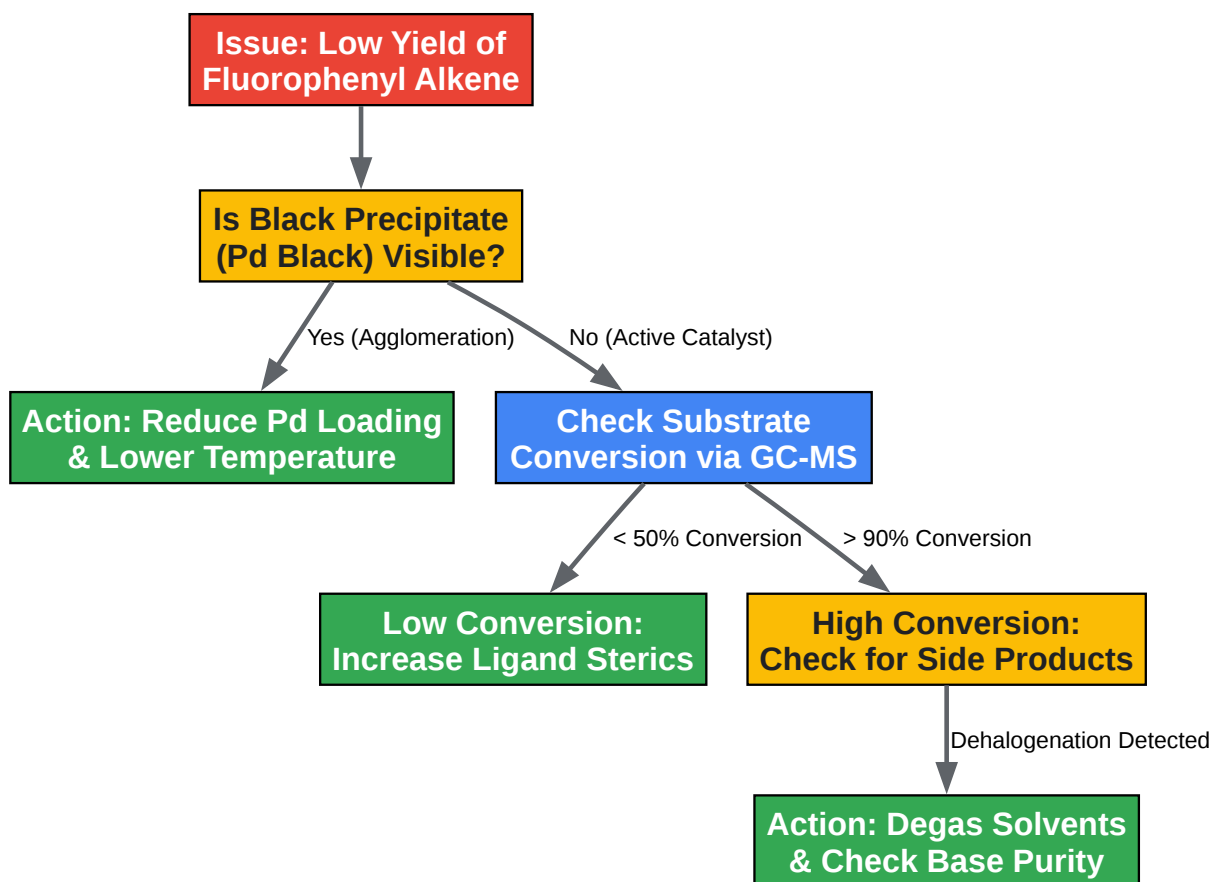 Issue: Low Yield of
Fluorophenyl Alkene
Is Black Precipitate
(Pd Black) Visible?
Yes (Agglomeration)
No (Active Catalyst)
Action: Reduce Pd Loading
& Lower Temperature
Check Substrate
Conversion via GC-MS
< 50% Conversion
> 90% Conversion
Low Conversion:
Increase Ligand Sterics
High Conversion:
Check for Side Products
Dehalogenation Detected
Action: Degas Solvents
& Check Base Purity